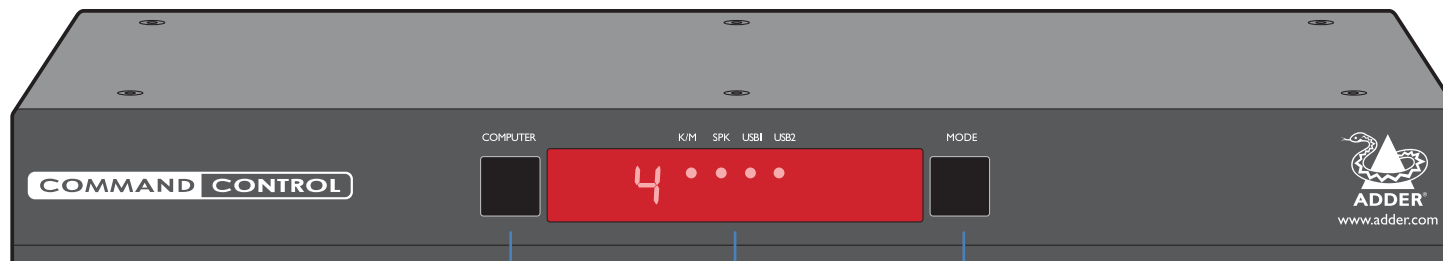 COMPUTER K/M SPK USB1 USB2 MODE
4
COMMAND CONTROL
ADDER®
www.adder.com